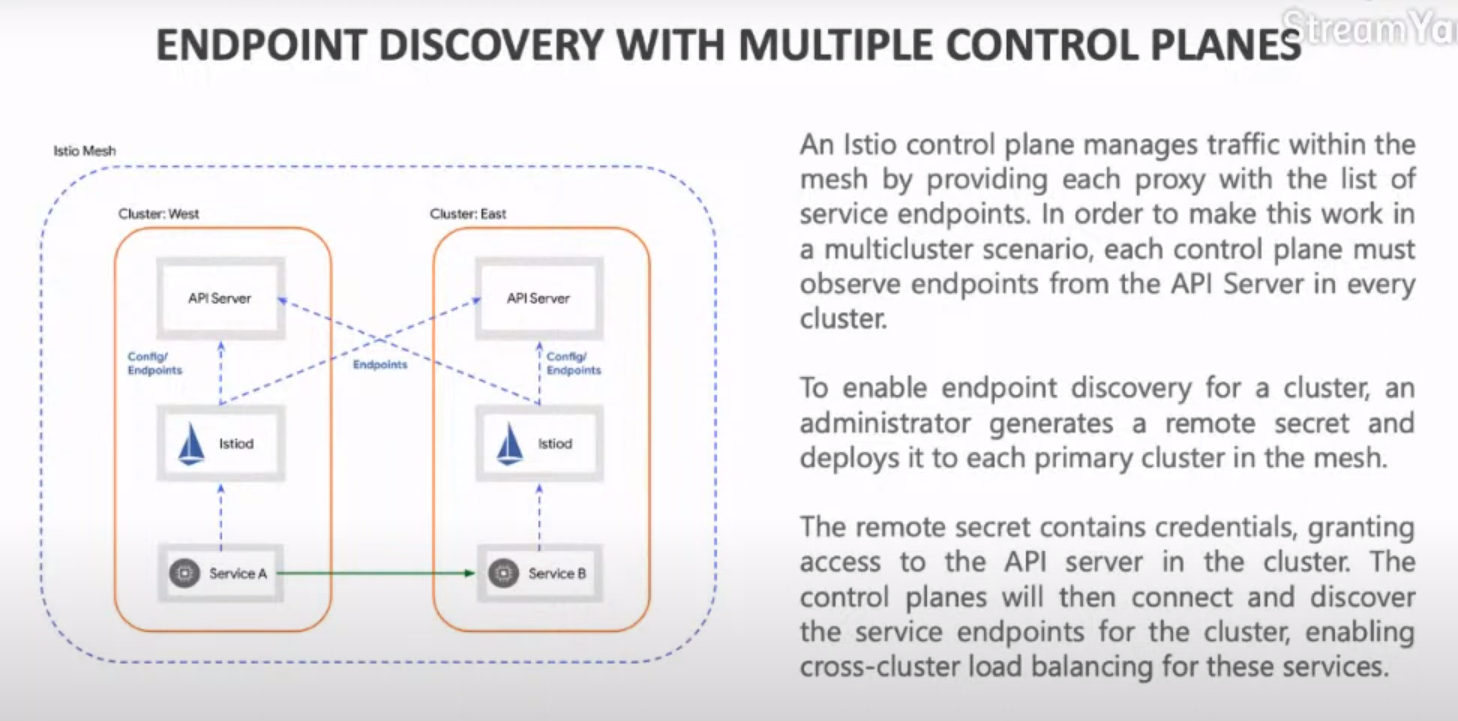 StreamYa
ENDPOINT DISCOVERY WITH MULTIPLE CONTROL PLANES
Istio Mesh
Cluster: West
Cluster: East
API Server
API Server
Config/
Endpoints
Endpoints
Config/
Endpoints
Istiod
Istiod
Service A
Service B
An Istio control plane manages traffic within the
mesh by providing each proxy with the list of
service endpoints. In order to make this work in
a multicluster scenario, each control plane must
observe endpoints from the API Server in every
cluster.
To enable endpoint discovery for a cluster, an
administrator generates a remote secret and
deploys it to each primary cluster in the mesh.
The remote secret contains credentials, granting
access to the API server in the cluster. The
control planes will then connect and discover
the service endpoints for the cluster, enabling
cross-cluster load balancing for these services.